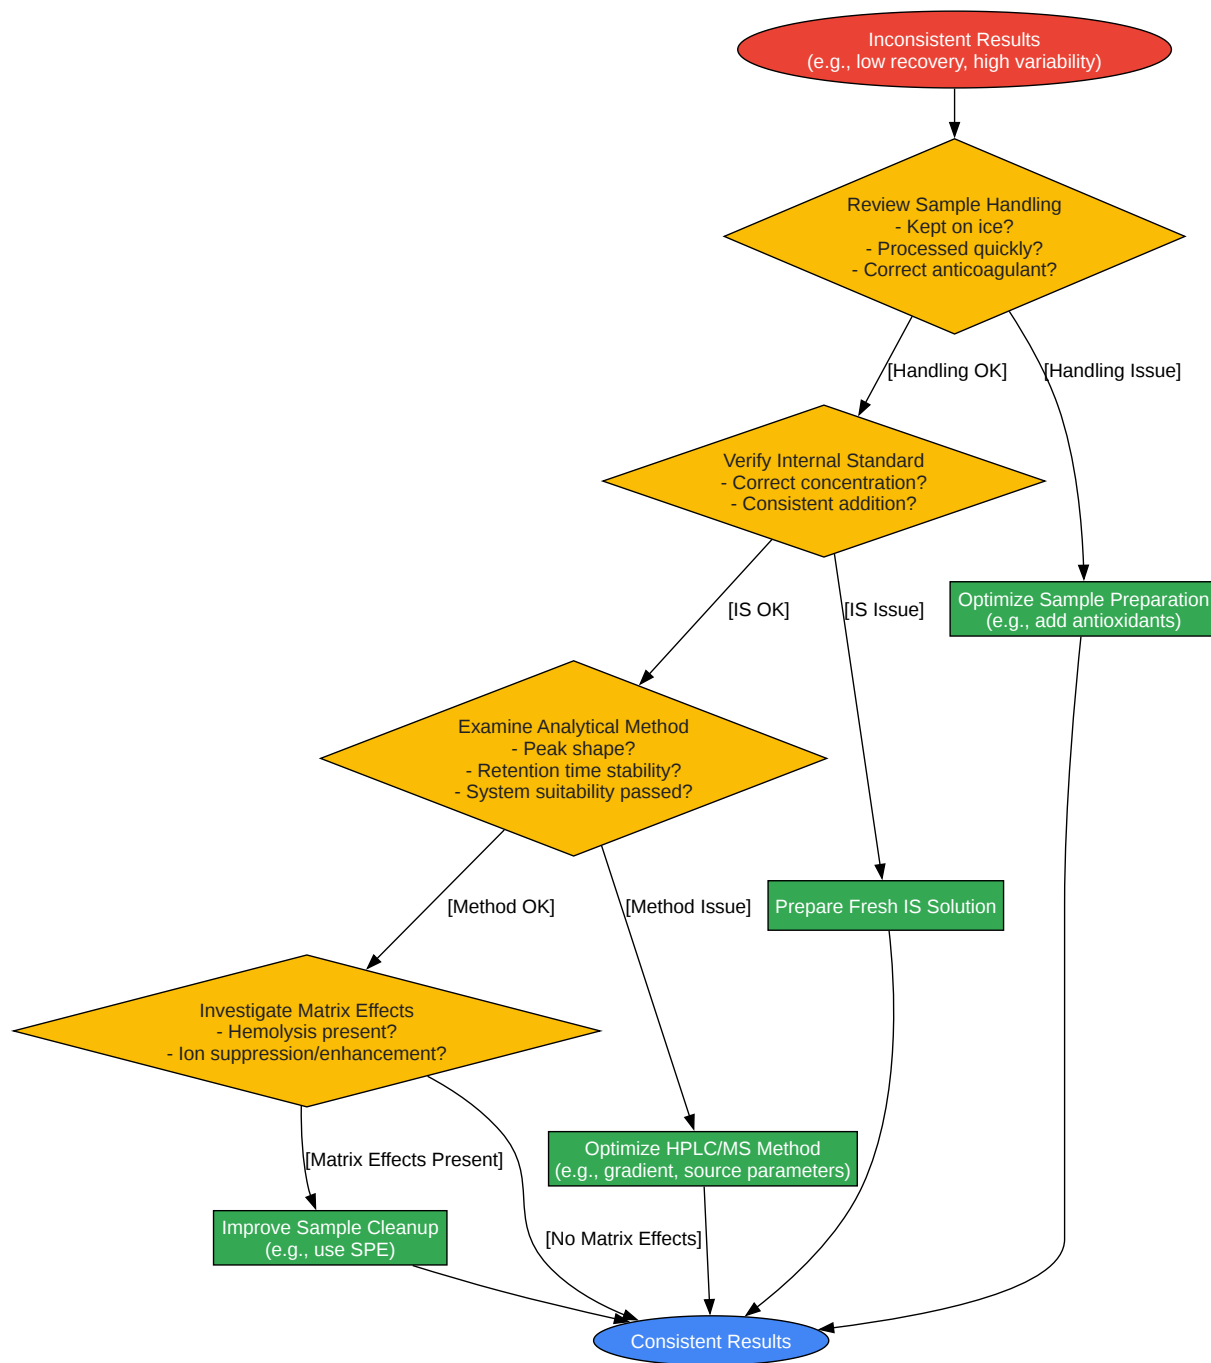 Inconsistent Results
(e.g., low recovery, high variability)
Review Sample Handling
- Kept on ice?
- Processed quickly?
- Correct anticoagulant?
[Handling OK]
[Handling Issue]
Verify Internal Standard
- Correct concentration?
- Consistent addition?
[IS OK]
[IS Issue]
Optimize Sample Preparation
(e.g., add antioxidants)
Examine Analytical Method
- Peak shape?
- Retention time stability?
- System suitability passed?
[Method OK]
[Method Issue]
Prepare Fresh IS Solution
Investigate Matrix Effects
- Hemolysis present?
- Ion suppression/enhancement?
[Matrix Effects Present]
Optimize HPLC/MS Method
(e.g., gradient, source parameters)
Improve Sample Cleanup
(e.g., use SPE)
[No Matrix Effects]
Consistent Results